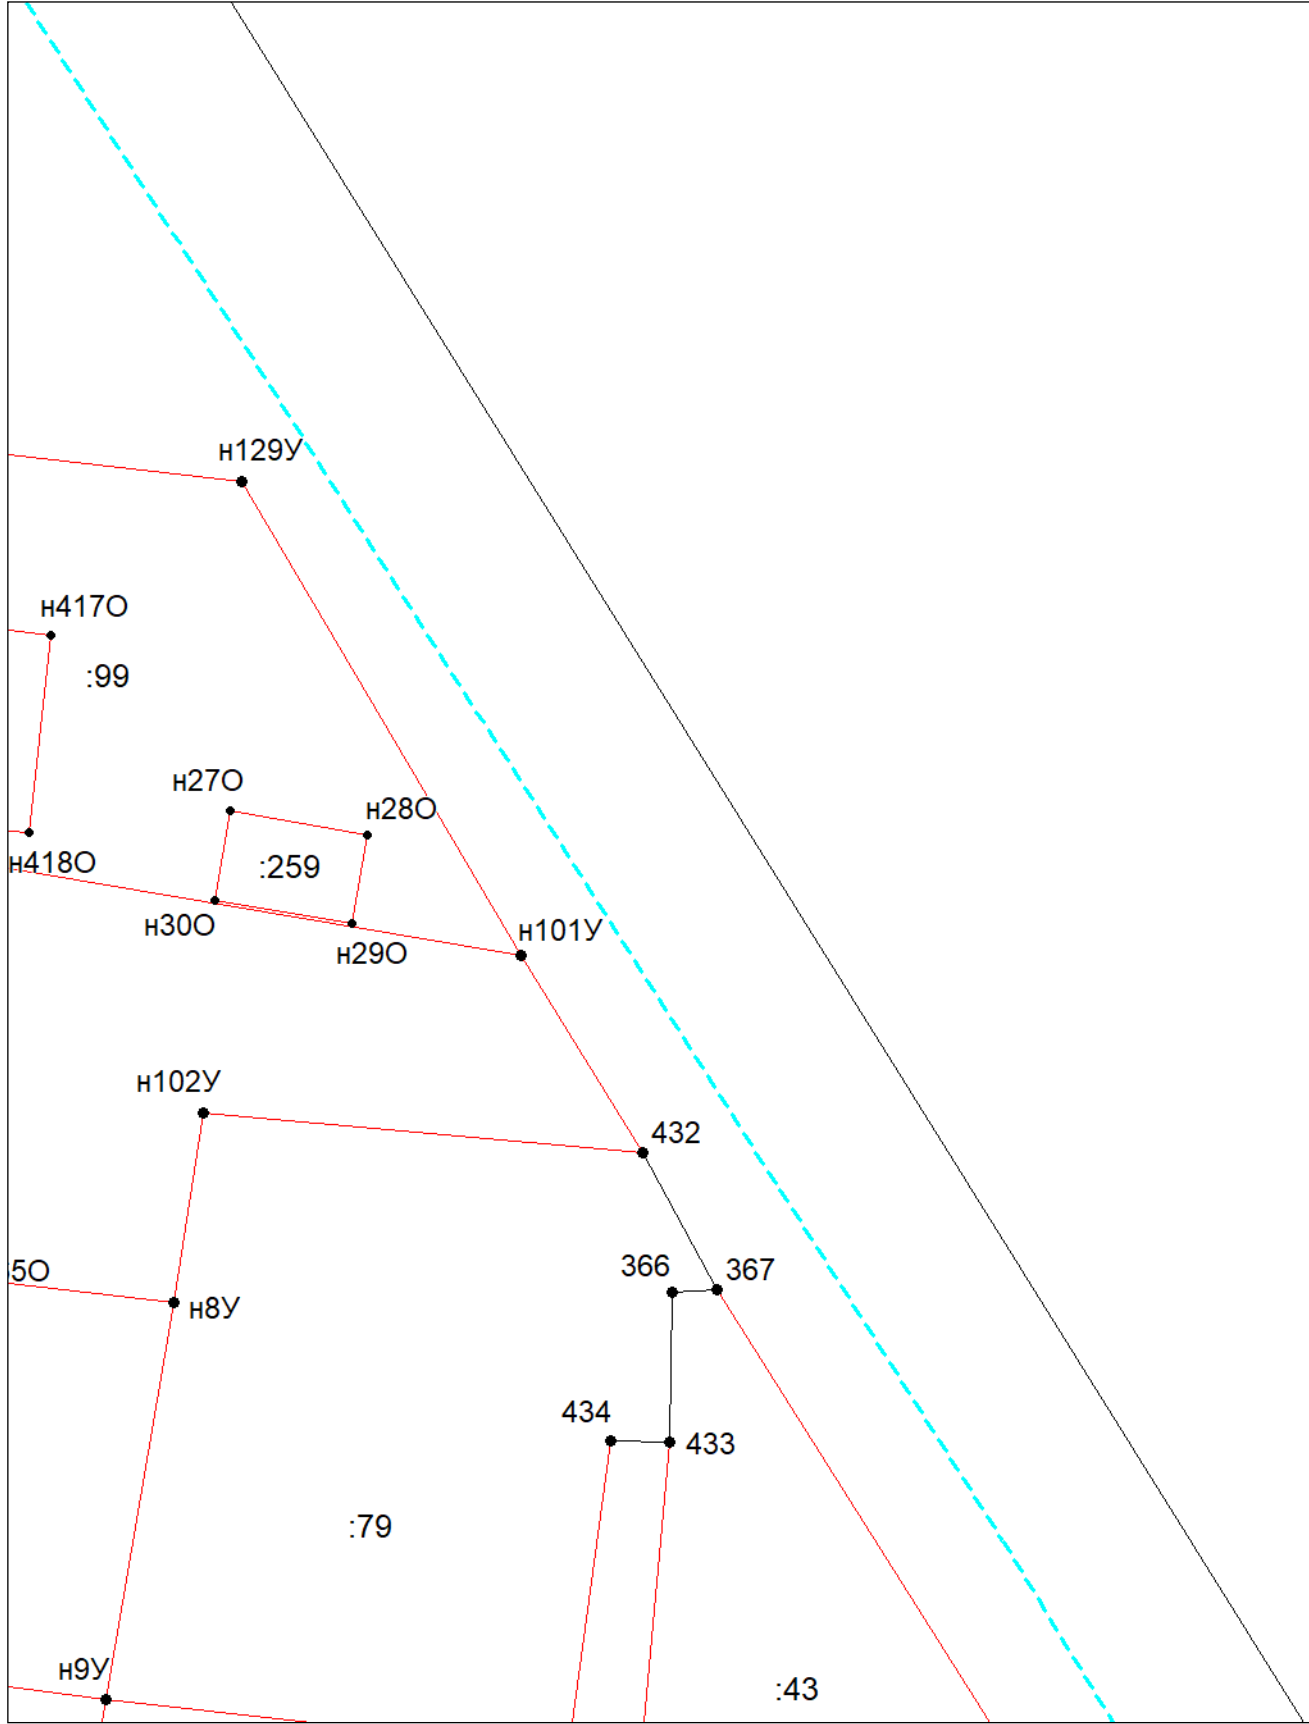 н129У
н417О
:99
н27О
н28О
:259
н418О
н30О
н29О
н101У
н102У
432
366
367
5О
н8У
434
433
:79
н9У
:43